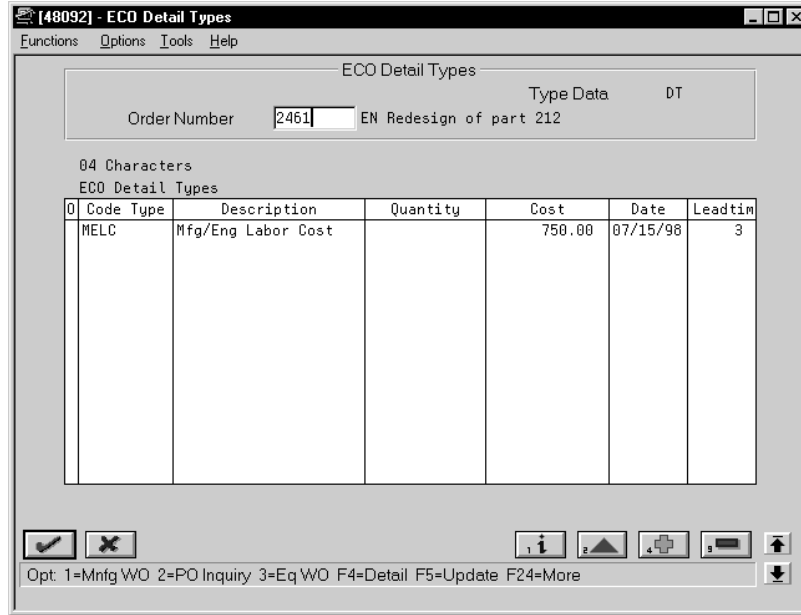 [48092] - ECO Detail Types
Functions Options Tools Help
ECO Detail Types
Type Data DT
Order Number 2461 EN Redesign of part 212
04 Characters
ECO Detail Types
O Code Type Description Quantity Cost Date Leadtim
MELC Mfg/Eng Labor Cost 750.00 07/15/98 3
1 i 2 4 9
Opt: 1=Mnfg WO 2=PO Inquiry 3=Eq WO F4=Detail F5=Update F24=More